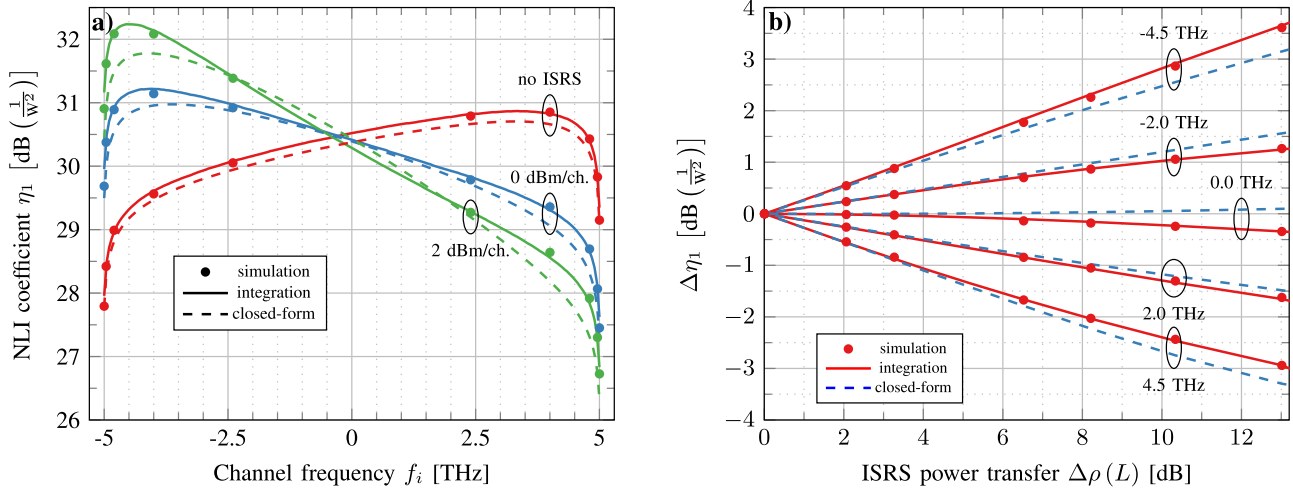 a)
32
31
30
29
28
27
26
-5
-2.5
0
2.5
5
NLI coefficient η₁ [dB (1/W²)]
Channel frequency fᵢ [THz]
no ISRS
0 dBm/ch.
2 dBm/ch.
simulation
integration
closed-form
b)
4
3
2
1
0
−1
−2
−3
−4
0
2
4
6
8
10
12
Δη₁ [dB (1/W²)]
ISRS power transfer Δρ (L) [dB]
-4.5 THz
-2.0 THz
0.0 THz
2.0 THz
4.5 THz
simulation
integration
closed-form